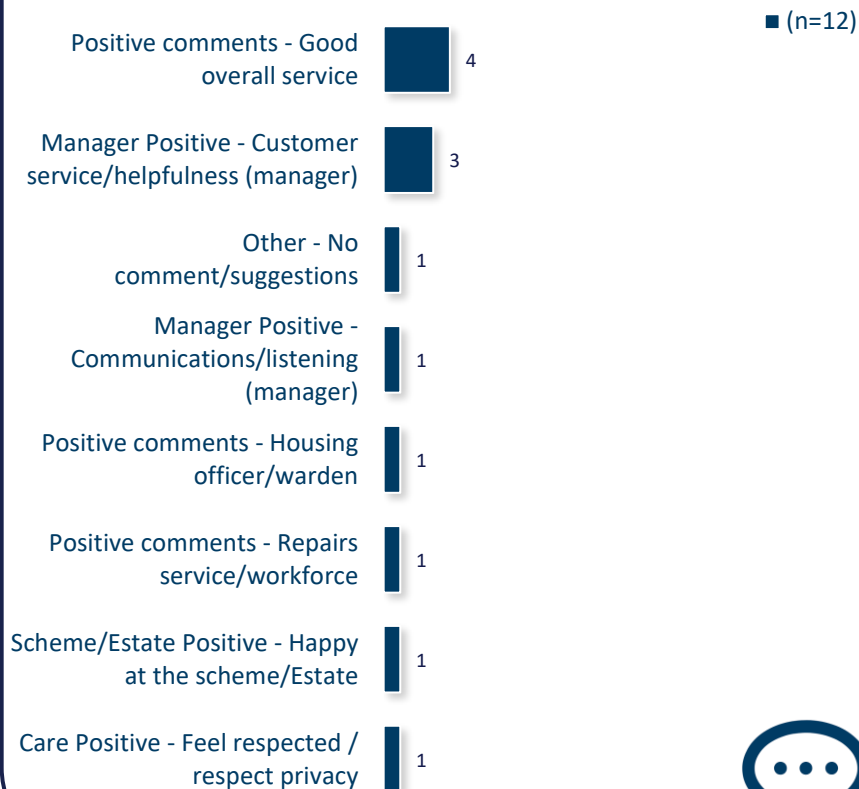 ■ (n=12)
Positive comments - Good
overall service
4
Manager Positive - Customer
service/helpfulness (manager)
3
Other - No
comment/suggestions
1
Manager Positive -
Communications/listening
(manager)
1
Positive comments - Housing
officer/warden
1
Positive comments - Repairs
service/workforce
1
Scheme/Estate Positive - Happy
at the scheme/Estate
1
Care Positive - Feel respected /
respect privacy
1